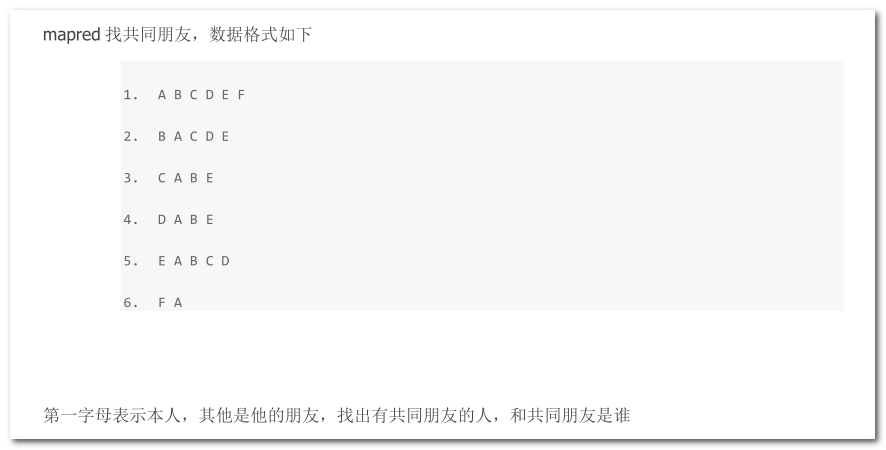 mapred 找共同朋友，数据格式如下
1. A B C D E F
2. B A C D E
3. C A B E
4. D A B E
5. E A B C D
6. F A
第一字母表示本人，其他是他的朋友，找出有共同朋友的人，和共同朋友是谁